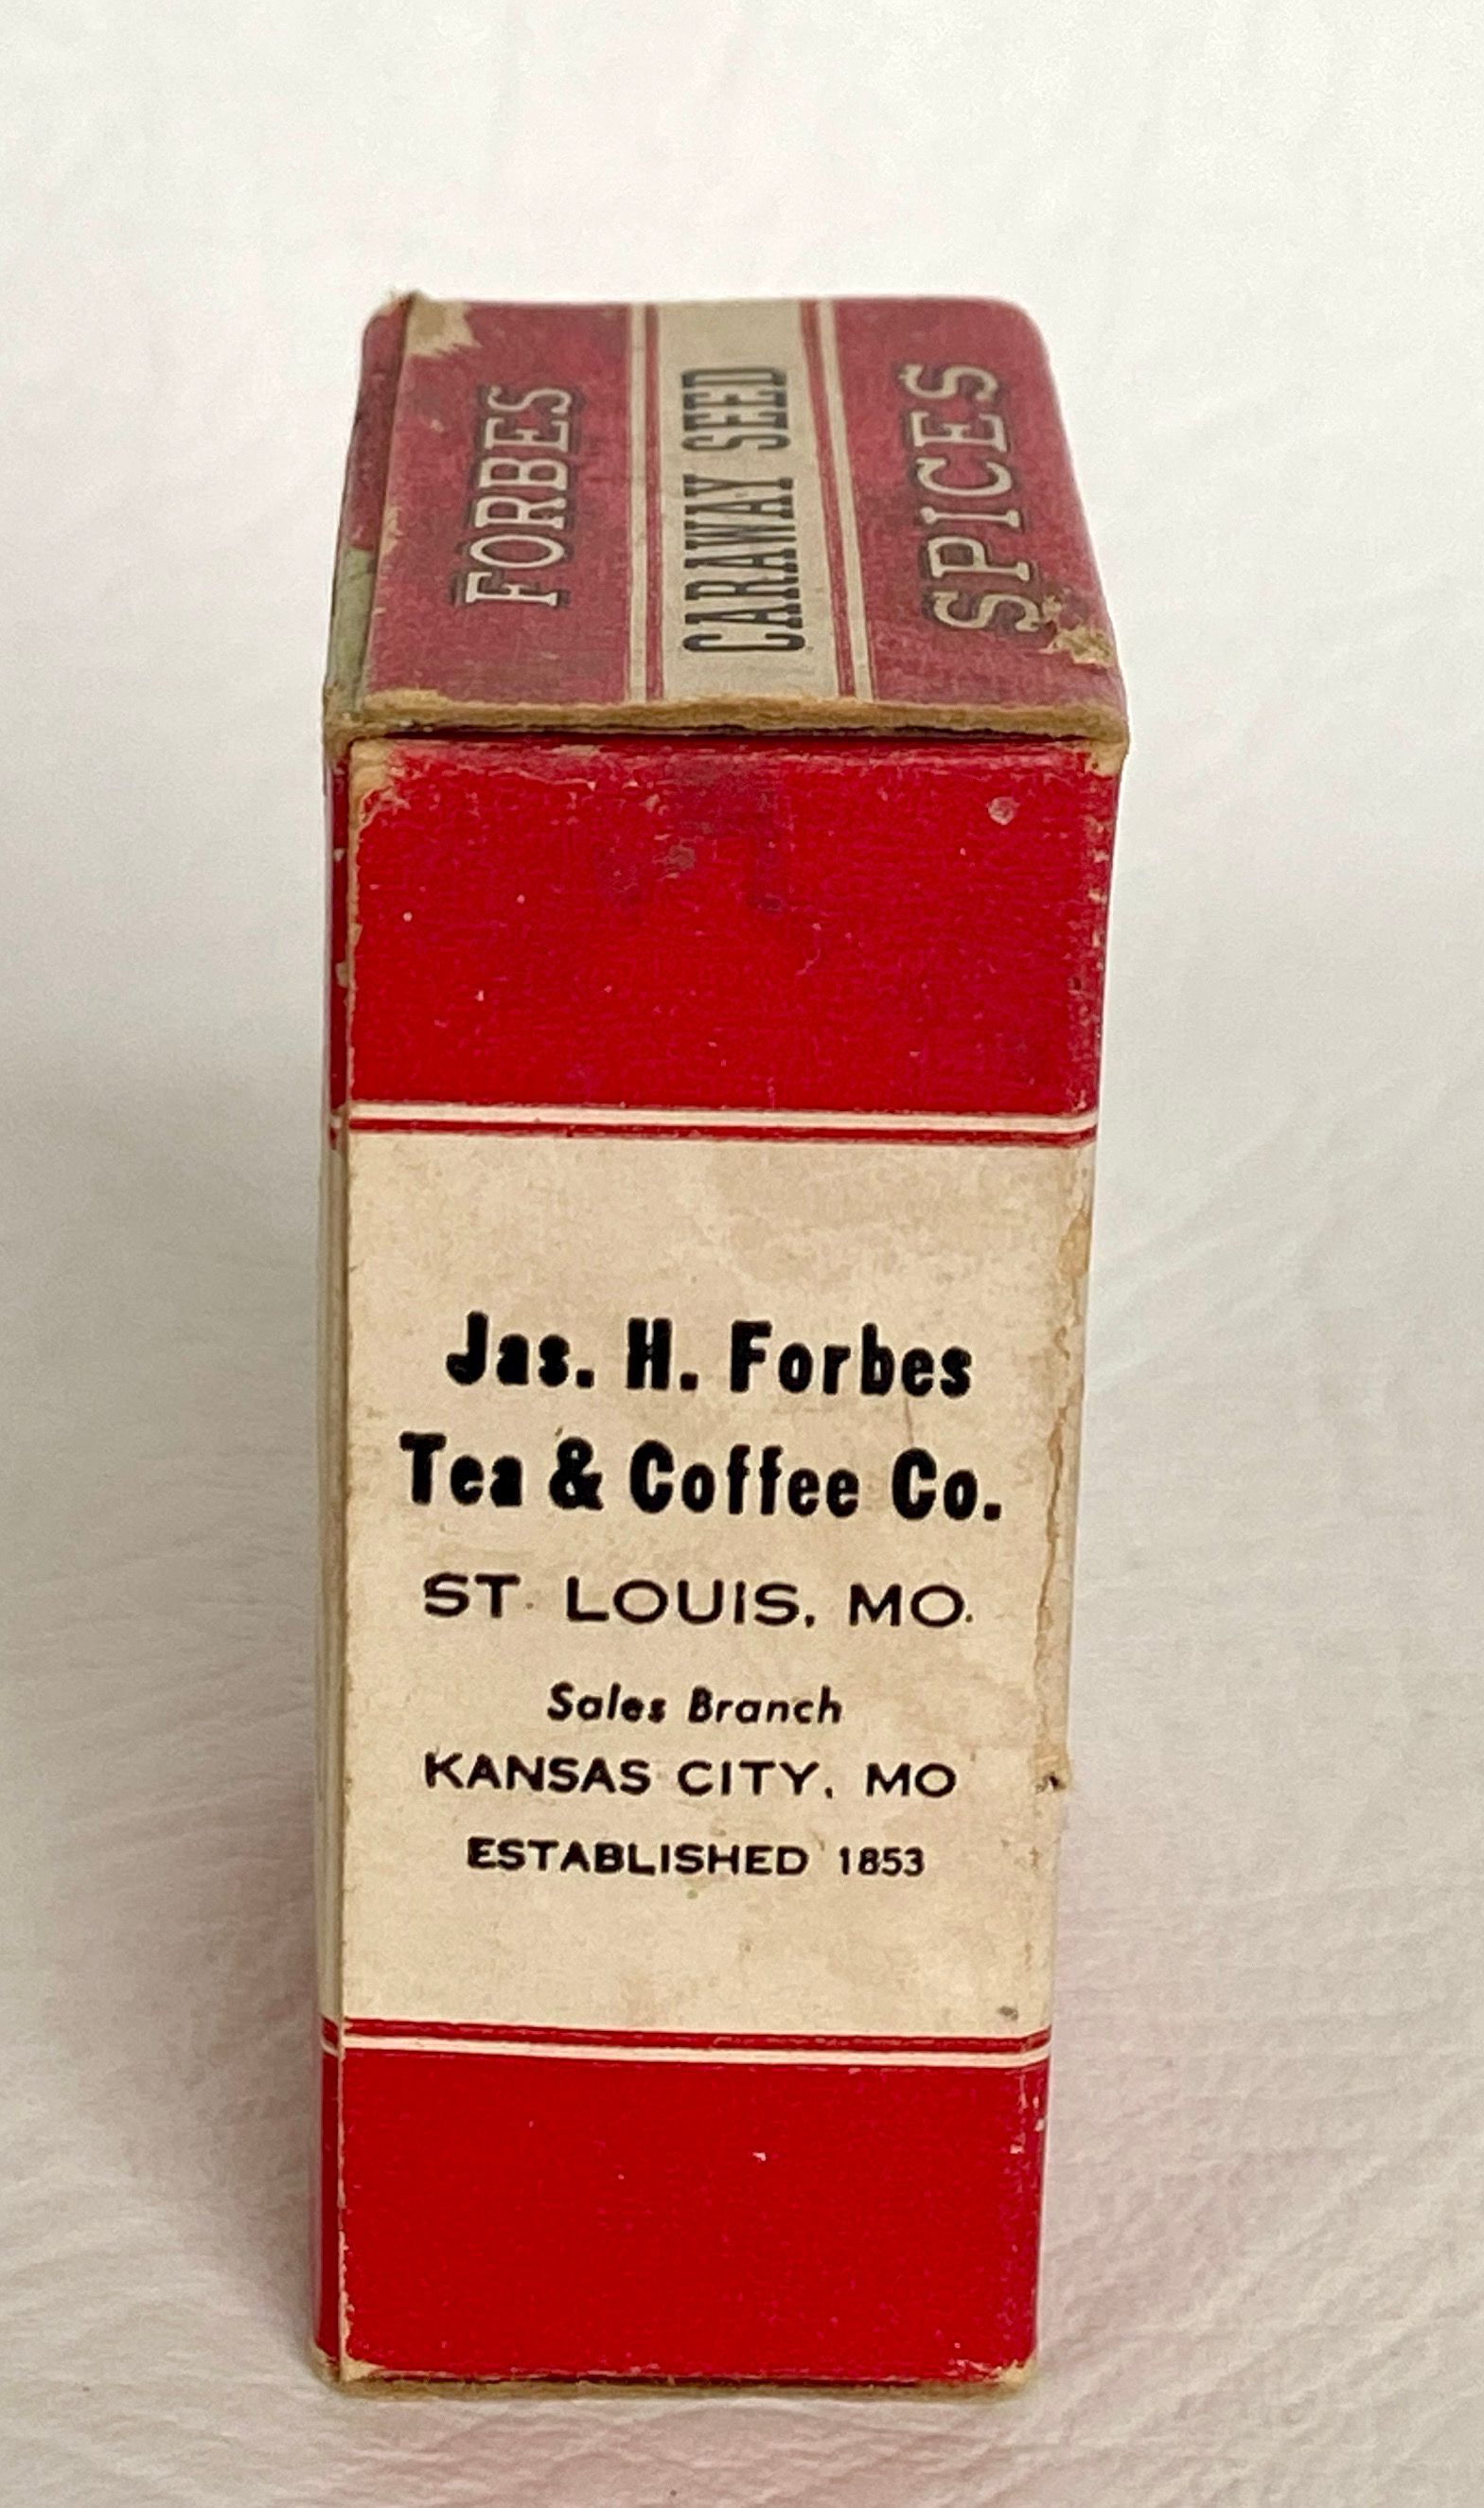 FORBES
CARAWAY SEED
SPICES
Jas. H. Forbes
Tea & Coffee Co.
ST. LOUIS, MO.
Sales Branch
KANSAS CITY, MO
ESTABLISHED 1853